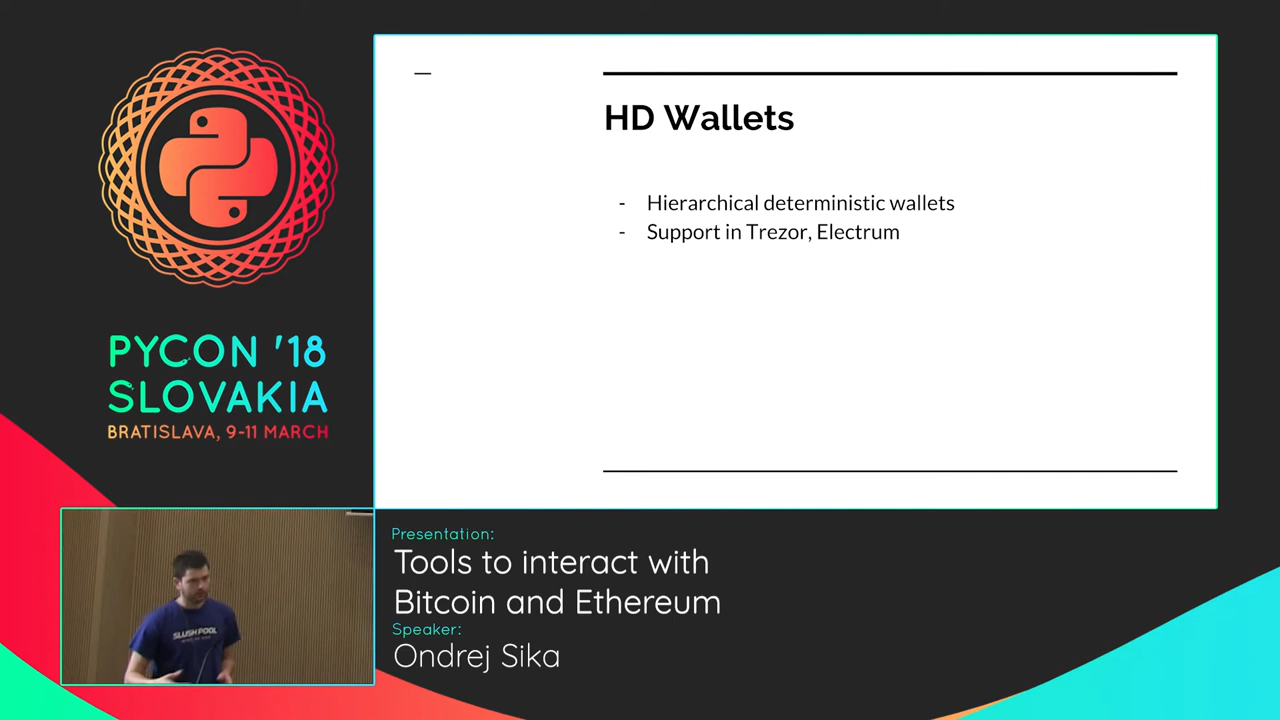 PYCON '18
SLOVAKIA
BRATISLAVA, 9-11 MARCH
HD Wallets
- Hierarchical deterministic wallets
- Support in Trezor, Electrum
SLUSH POOL
Presentation:
Tools to interact with
Bitcoin and Ethereum
Speaker:
Ondrej Sika